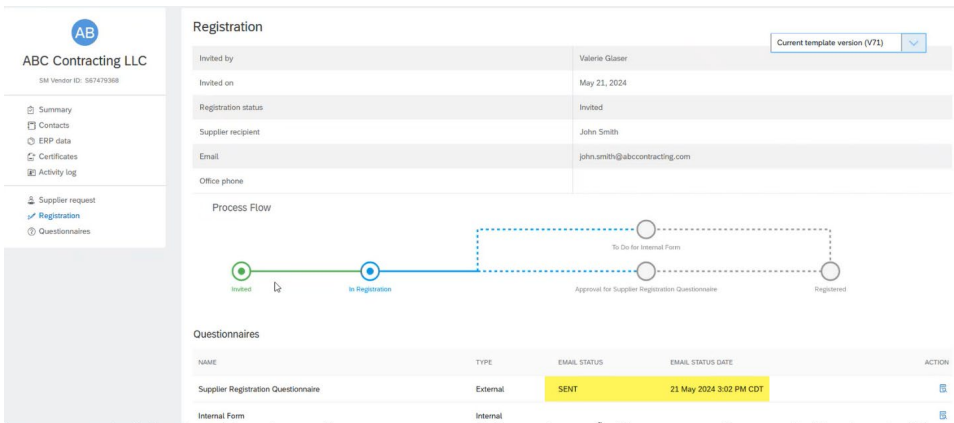 AB
ABC Contracting LLC
SM Vendor ID: S67479368
Summary
Contacts
ERP data
Certificates
Activity log
Supplier request
Registration
Questionnaires
Registration
Current template version (V71)
Invited by Valerie Glaser
Invited on May 21, 2024
Registration status Invited
Supplier recipient John Smith
Email john.smith@abccontracting.com
Office phone
Process Flow
To Do for Internal Form
Invited In Registration Approval for Supplier Registration Questionnaire Registered
Questionnaires
NAME TYPE EMAIL STATUS EMAIL STATUS DATE ACTION
Supplier Registration Questionnaire External SENT 21 May 2024 3:02 PM CDT
Internal Form Internal